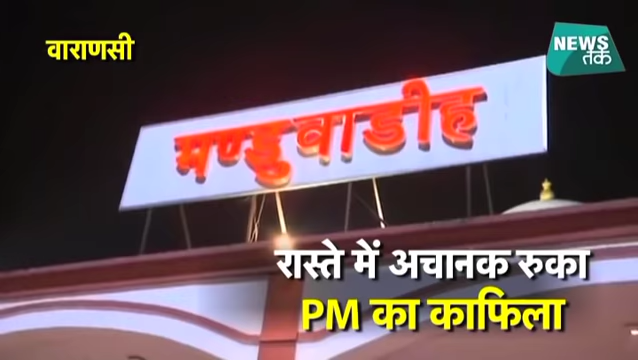 वाराणसी
NEWS
तक
मण्डुवाडीह
रास्ते में अचानक रुका
PM का काफिला